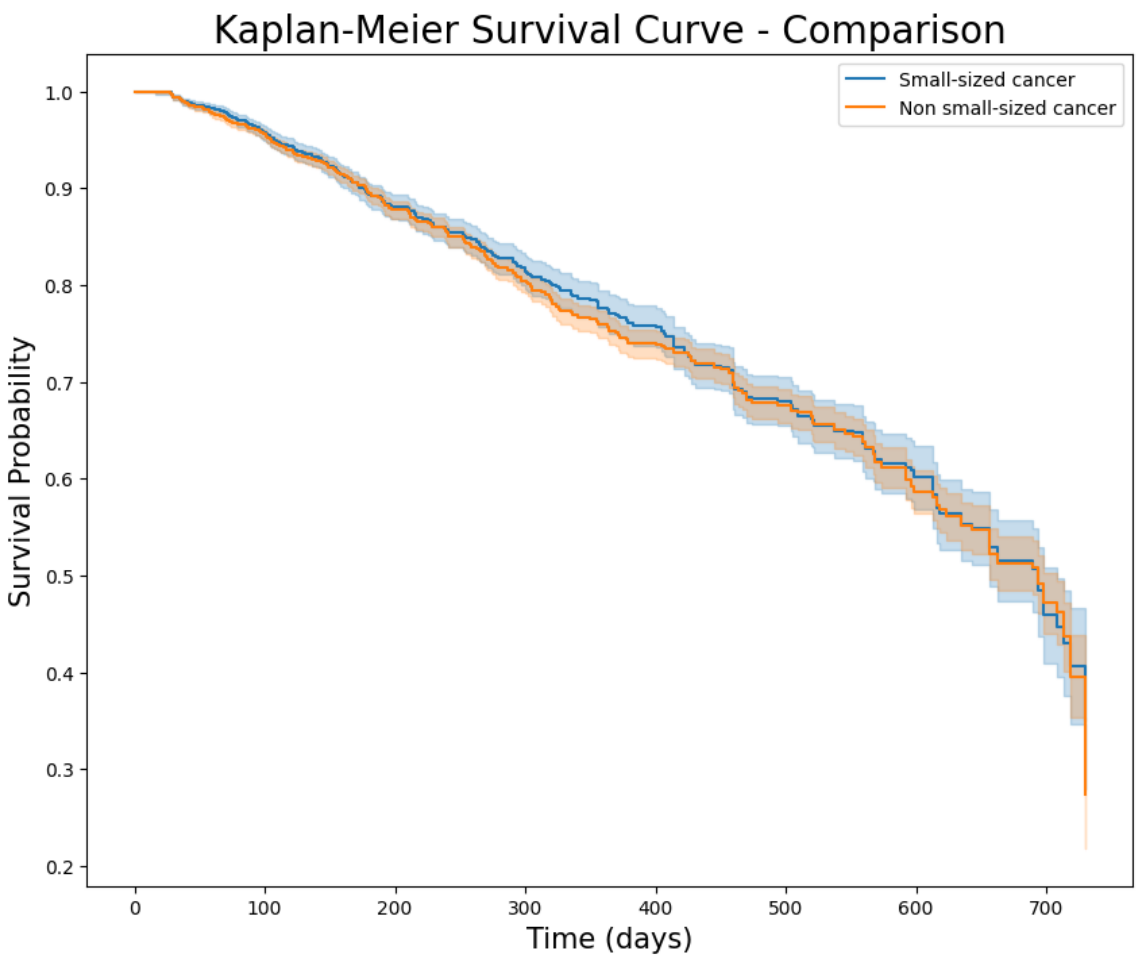 Kaplan-Meier Survival Curve - Comparison
Small-sized cancer
Non small-sized cancer
Survival Probability
1.0
0.9
0.8
0.7
0.6
0.5
0.4
0.3
0.2
0 100 200 300 400 500 600 700
Time (days)